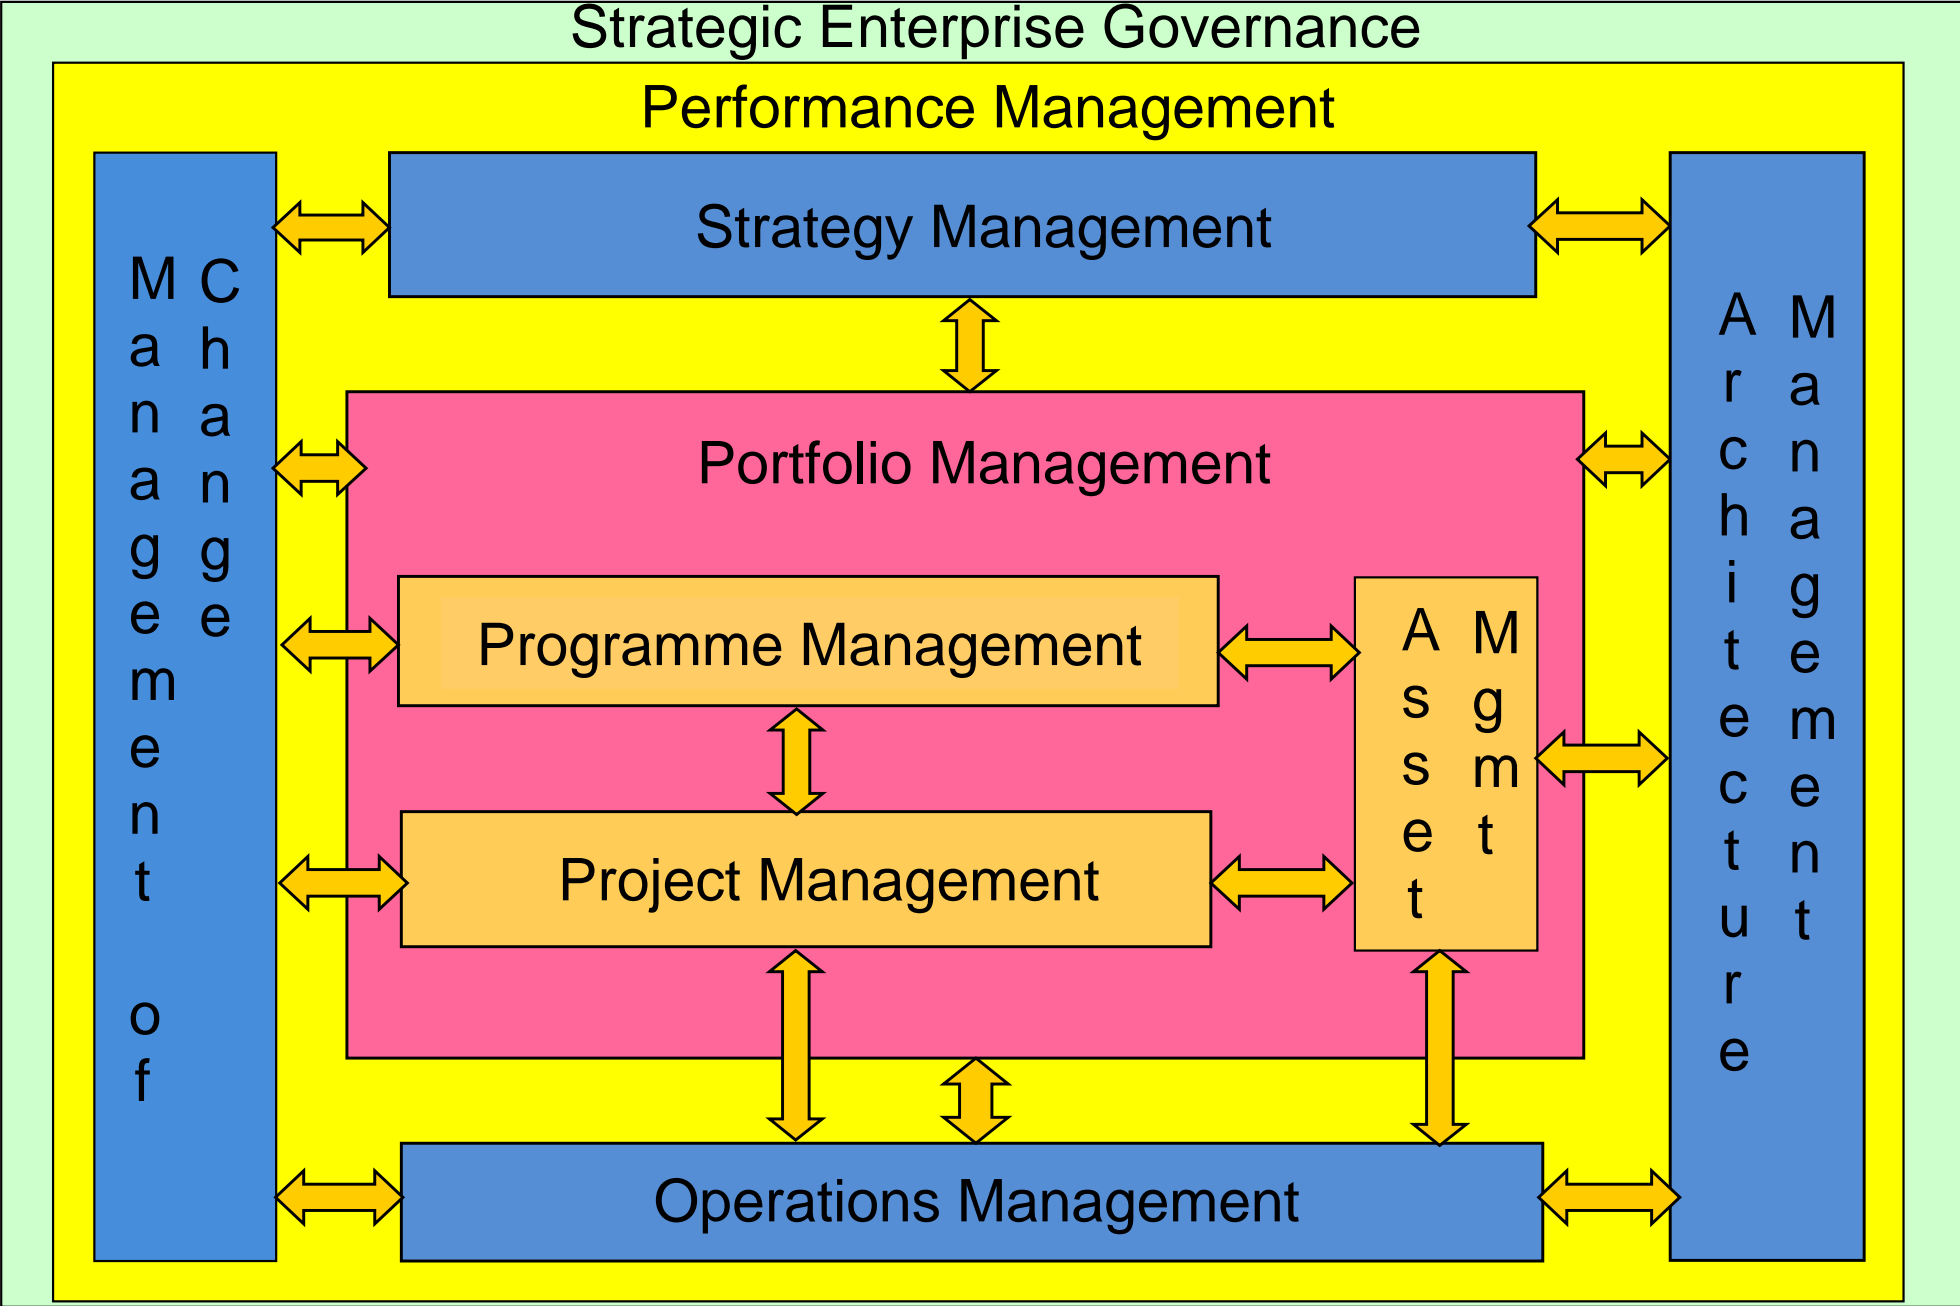 Strategic Enterprise Governance
Performance Management
Strategy Management
Management of
Change
Portfolio Management
Programme Management
Project Management
Asset
Mgmt
Architecture
Management
Operations Management